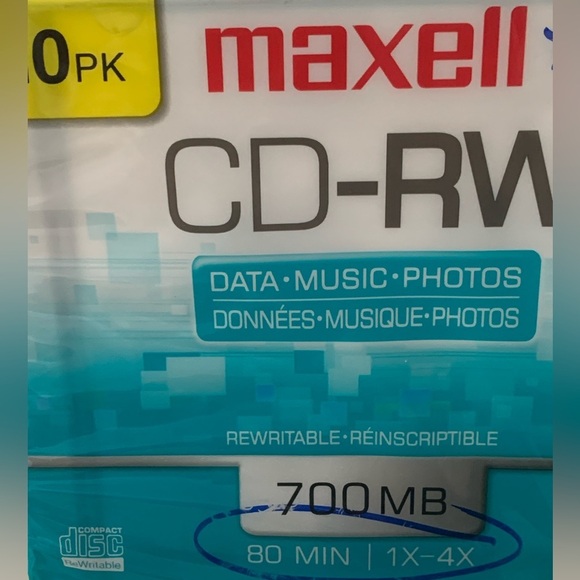 0PK
maxell
CD-RW
DATA•MUSIC•PHOTOS
DONNÉES•MUSIQUE•PHOTOS
REWRITABLE•RÉINSCRIPTIBLE
700MB
80 MIN | 1X-4X
COMPACT
disc
ReWritable